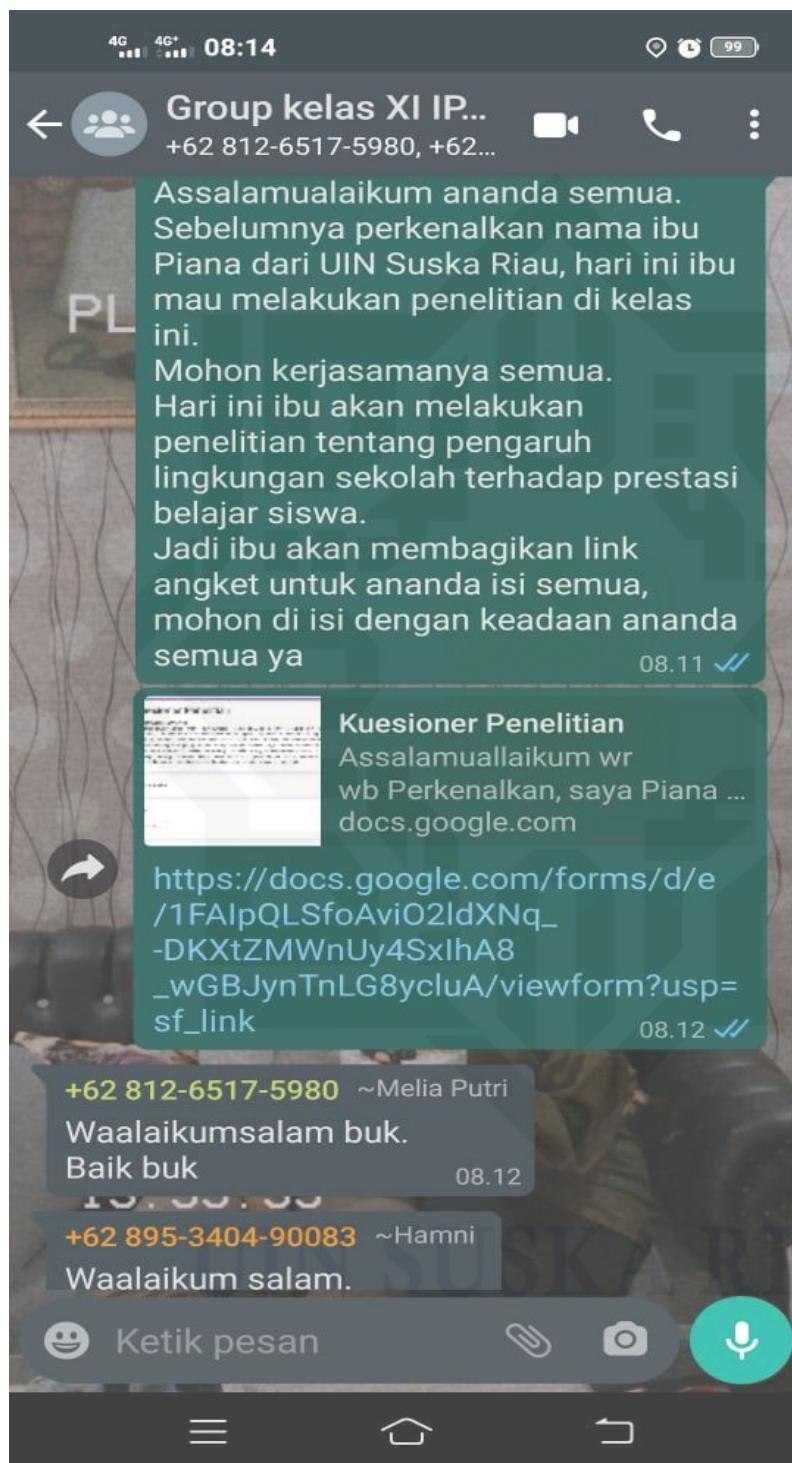 4G 4G+ 08:14 99
Group kelas XI IP...
+62 812-6517-5980, +62...
Assalamualaikum ananda semua.
Sebelumnya perkenalkan nama ibu
Piana dari UIN Suska Riau, hari ini ibu
mau melakukan penelitian di kelas
ini.
Mohon kerjasamanya semua.
Hari ini ibu akan melakukan
penelitian tentang pengaruh
lingkungan sekolah terhadap prestasi
belajar siswa.
Jadi ibu akan membagikan link
angket untuk ananda isi semua,
mohon di isi dengan keadaan ananda
semua ya
08.11
PL
Kuesioner Penelitian
Assalamuallaikum wr
wb Perkenalkan, saya Piana ...
docs.google.com
https://docs.google.com/forms/d/e
/1FAIpQLSfoAviO2ldXNq_
-DKXtZMWnUy4SxIhA8
_wGBJynTnLG8ycluA/viewform?usp=
sf_link
08.12
+62 812-6517-5980 ~Melia Putri
Waalaikumsalam buk.
Baik buk
08.12
+62 895-3404-90083 ~Hamni
Waalaikum salam.
UIN SUSKA RI
Ketik pesan